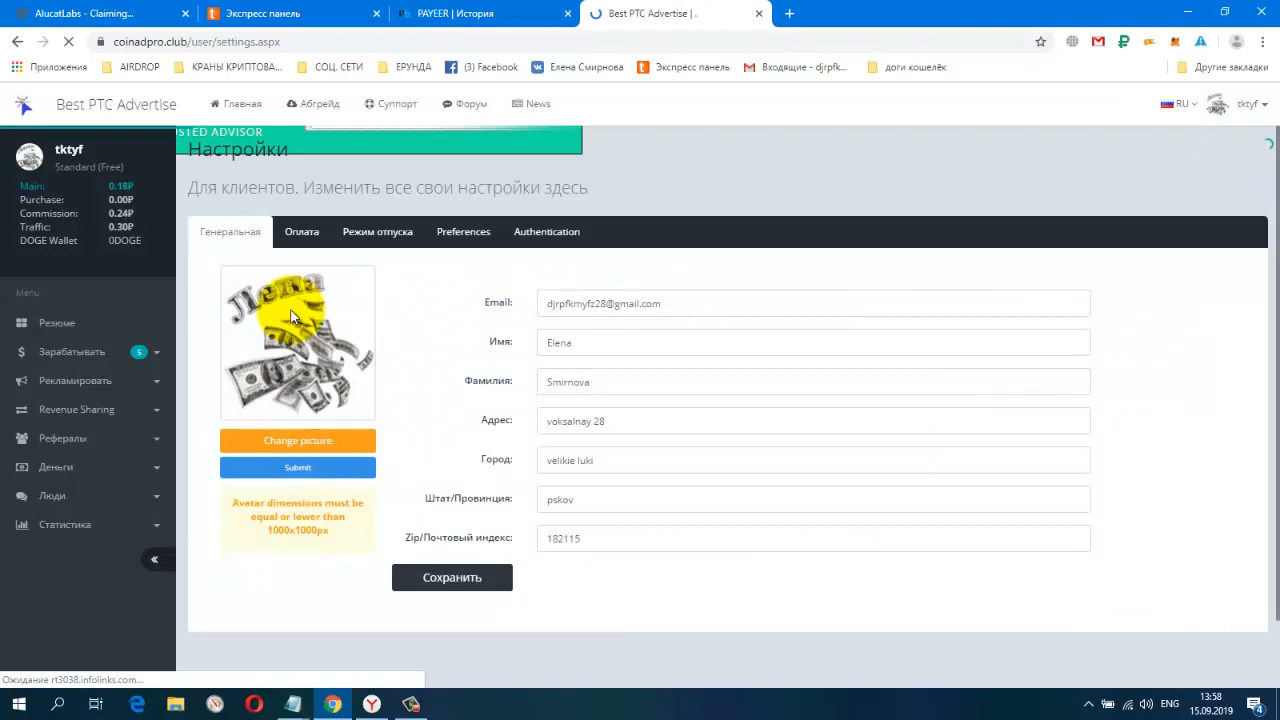 AlucatLabs - Claiming...
Экспресс панель
PAYEER | История
Best PTC Advertise | .
coinadpro.club/user/settings.aspx
Приложения
AIRDROP
КРАНЫ КРИПТОВА...
СОЦ. СЕТИ
ЕРУНДА
(3) Facebook
Елена Смирнова
Экспресс панель
Входящие - djrpfk...
доги кошелёк
Другие закладки
Best PTC Advertise
Главная
Абгрейд
Суппорт
Форум
News
RU
tktyf
tktyf
Standard (Free)
Main: 0.18₽
Purchase: 0.00₽
Commission: 0.24₽
Traffic: 0.30₽
DOGE Wallet 0DOGE
Menu
Резюме
Зарабатывать 5
Рекламировать
Revenue Sharing
Рефералы
Деньги
Люди
Статистика
USTED ADVISOR
Настройки
Для клиентов. Изменить все свои настройки здесь
Генеральная
Оплата
Режим отпуска
Preferences
Authentication
Лена
Change picture
Submit
Avatar dimensions must be
equal or lower than
1000x1000px
Email: djrpfkmyfz28@gmail.com
Имя: Elena
Фамилия: Smirnova
Адрес: voksalnay 28
Город: velikie luki
Штат/Провинция: pskov
Zip/Почтовый индекс: 182115
Сохранить
Ожидание rt3038.infolinks.com...
ENG
13:58
15.09.2019
4